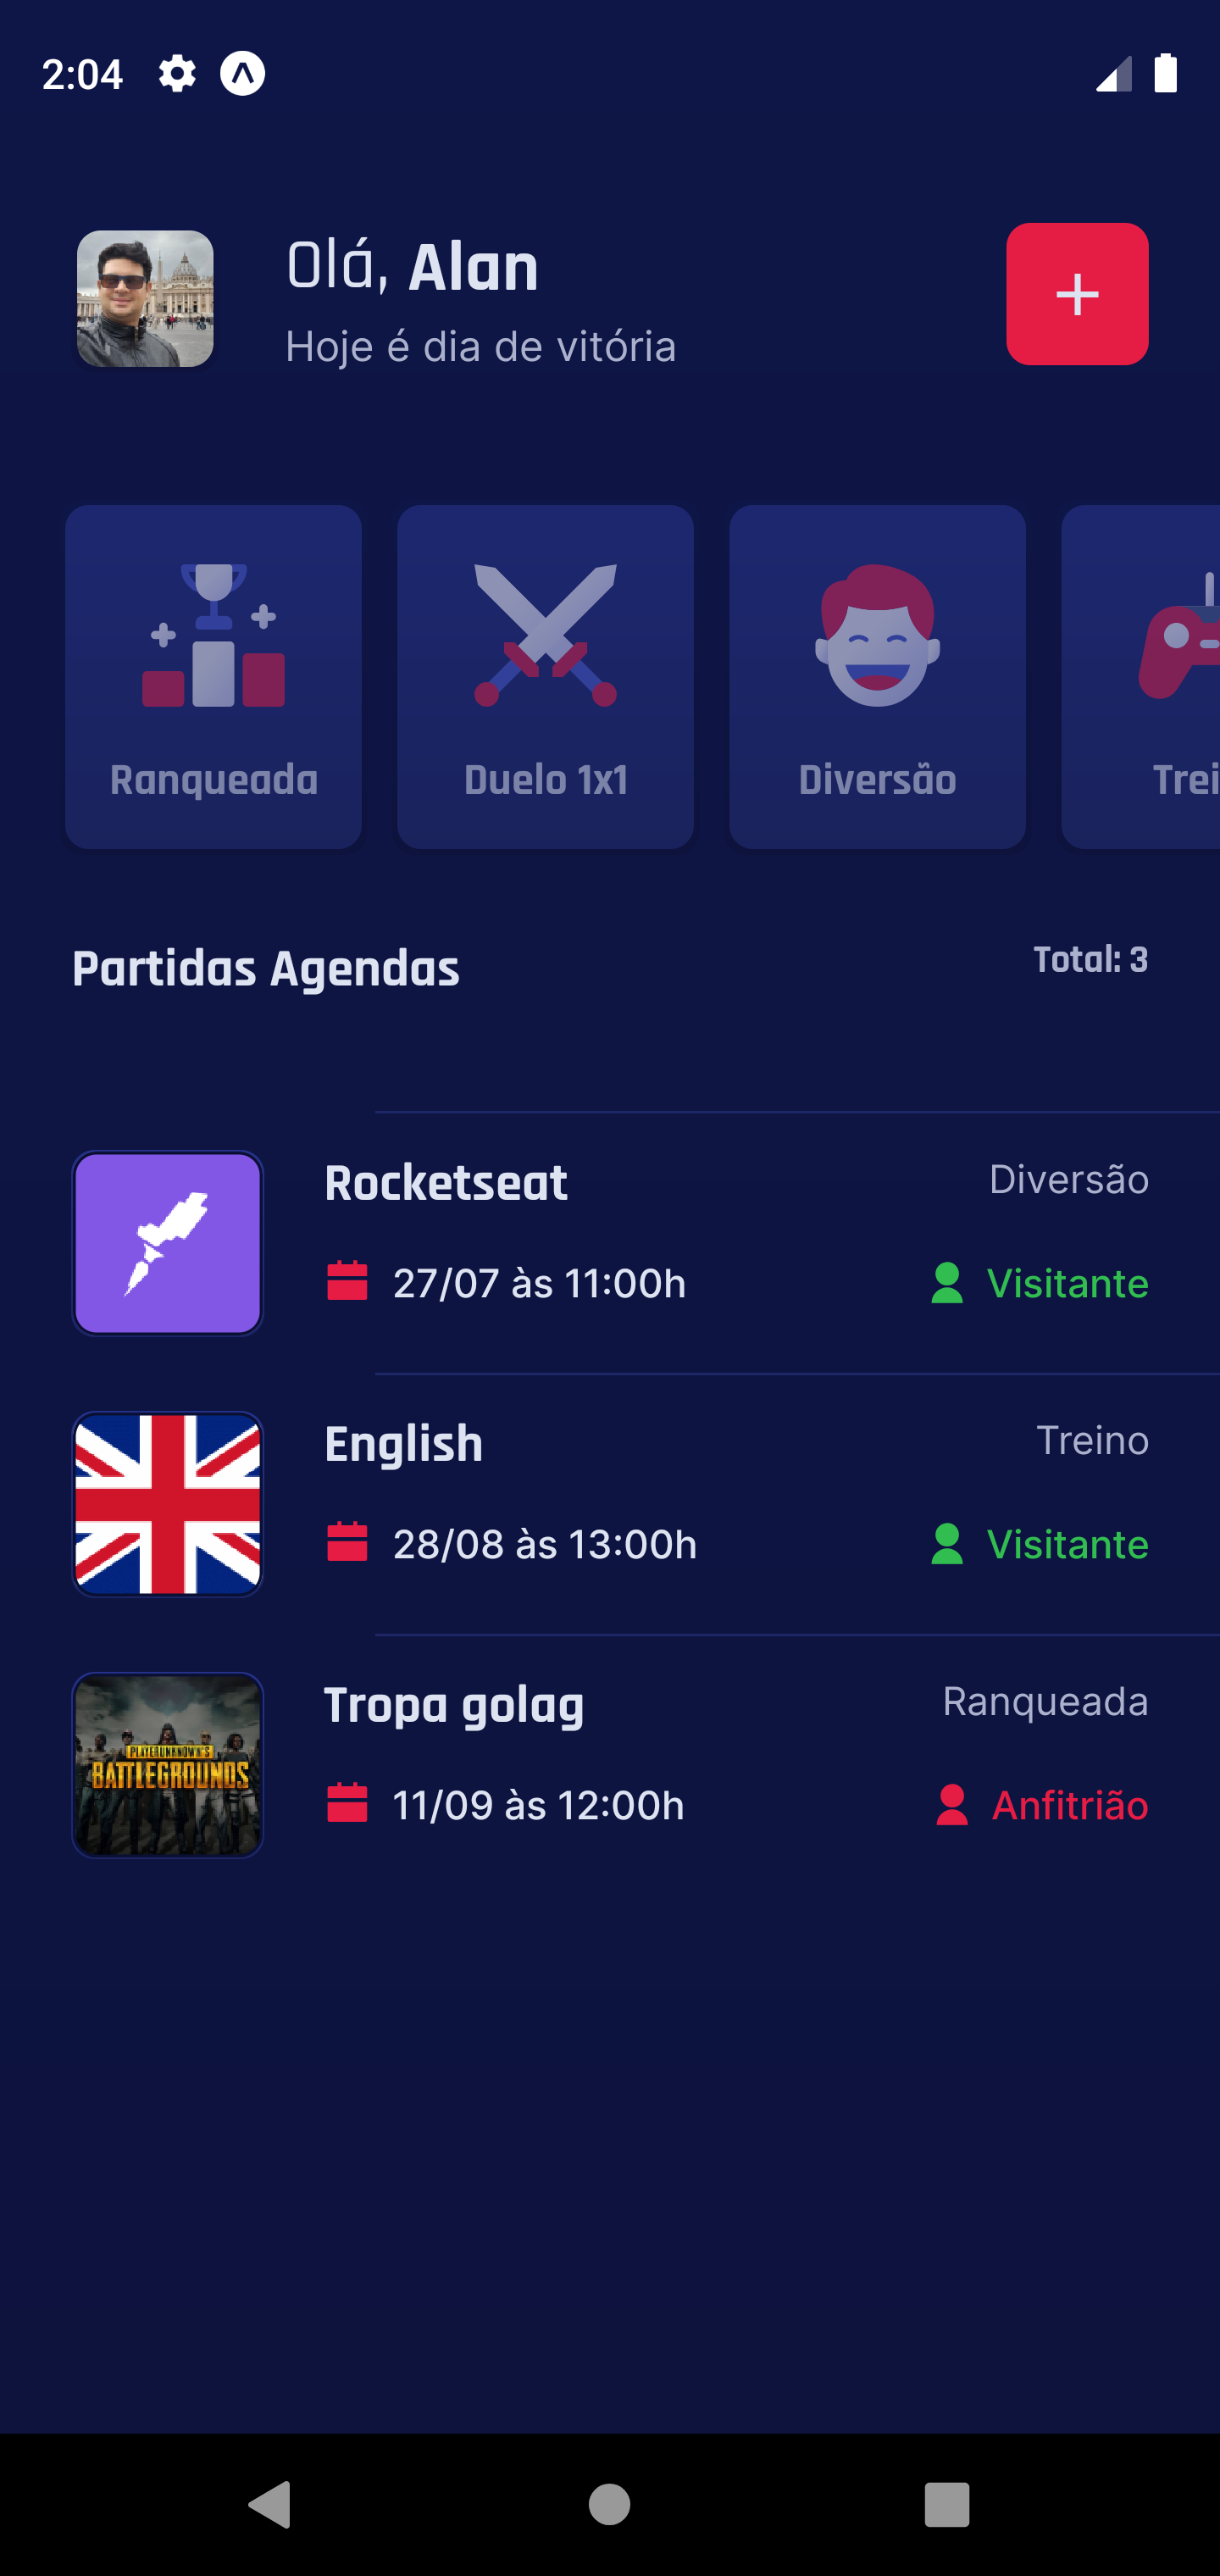 2:04
Olá, Alan
Hoje é dia de vitória
Ranqueada
Duelo 1x1
Diversão
Trei
Partidas Agendas
Total: 3
Rocketseat
Diversão
27/07 às 11:00h
Visitante
English
Treino
28/08 às 13:00h
Visitante
Tropa golag
Ranqueada
PLAYERUNKNOWN'S
BATTLEGROUNDS
11/09 às 12:00h
Anfitrião